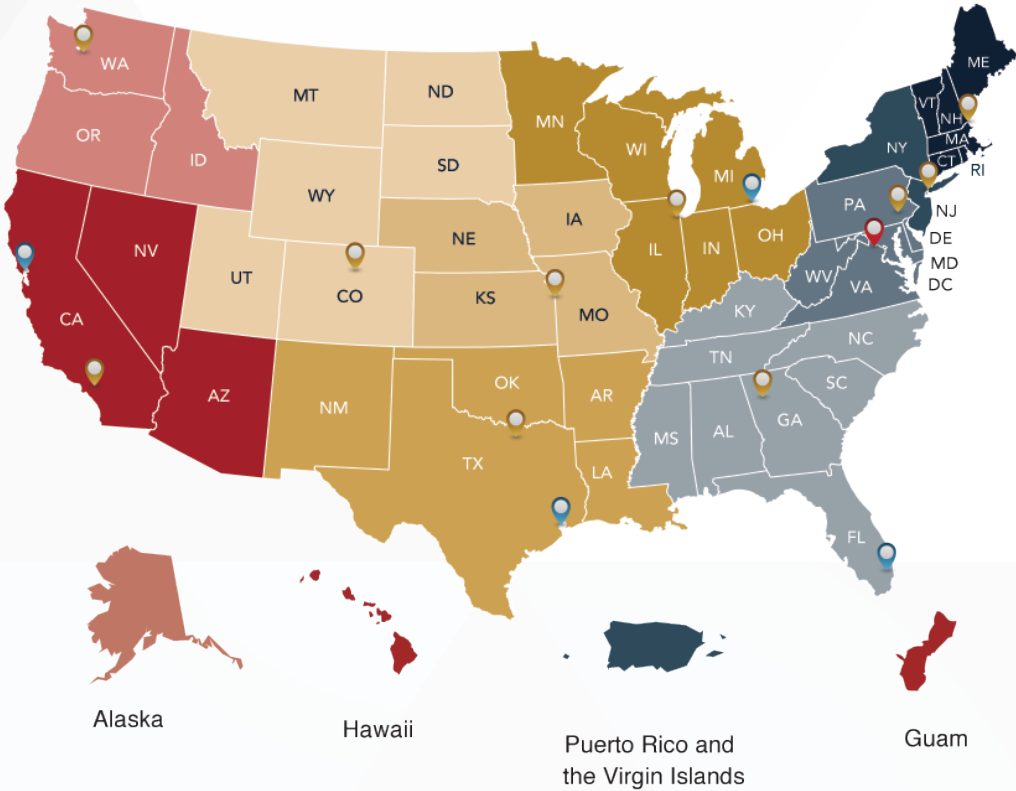 WA
MT
ND
ME
OR
ID
SD
MN
WI
MI
VT
NH
NY
MA
CT
RI
WY
NE
IA
PA
NJ
NV
UT
CO
KS
MO
IL
IN
OH
WV
VA
DE
MD
DC
CA
KY
NC
TN
SC
AZ
NM
OK
AR
TX
LA
MS
AL
GA
FL
Alaska
Hawaii
Puerto Rico and
the Virgin Islands
Guam